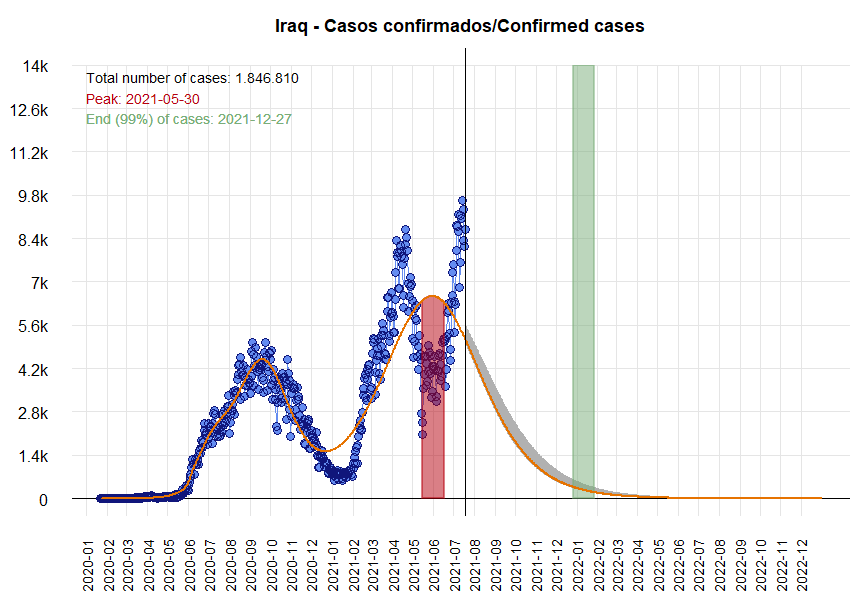 Iraq - Casos confirmados/Confirmed cases
14k
12.6k
11.2k
9.8k
8.4k
7k
5.6k
4.2k
2.8k
1.4k
0
Total number of cases: 1.846.810
Peak: 2021-05-30
End (99%) of cases: 2021-12-27
2020-01
2020-02
2020-03
2020-04
2020-05
2020-06
2020-07
2020-08
2020-09
2020-10
2020-11
2020-12
2021-01
2021-02
2021-03
2021-04
2021-05
2021-06
2021-07
2021-08
2021-09
2021-10
2021-11
2021-12
2022-01
2022-02
2022-03
2022-04
2022-05
2022-06
2022-07
2022-08
2022-09
2022-10
2022-11
2022-12